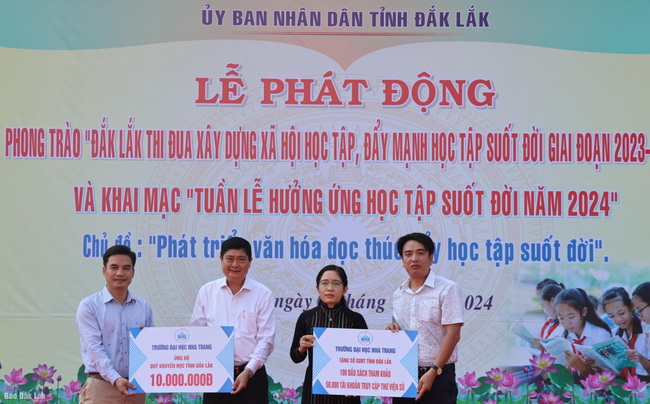 ỦY BAN NHÂN DÂN TỈNH ĐẮK LẮK
LỄ PHÁT ĐỘNG
PHONG TRÀO "ĐẮK LẮK THI ĐUA XÂY DỰNG XÃ HỘI HỌC TẬP, ĐẨY MẠNH HỌC TẬP SUỐT ĐỜI GIAI ĐOẠN 2023-
VÀ KHAI MẠC "TUẦN LỄ HƯỞNG ỨNG HỌC TẬP SUỐT ĐỜI NĂM 2024"
Chủ đề : "Phát triển văn hóa đọc thúc ẩy học tập suốt đời".
ngày tháng 2024
TRƯỜNG ĐẠI HỌC NHA TRANG
ỦNG HỘ
QUỸ KHUYẾN HỌC TỈNH ĐẮK LẮK
10.000.000Đ
TRƯỜNG ĐẠI HỌC NHA TRANG
TẶNG SỞ GDĐT TỈNH ĐẮK LẮK
100 ĐẦU SÁCH THAM KHẢO
50.000 TÀI KHOẢN TRUY CẬP THƯ VIỆN SỐ
Báo Đắk Lắk